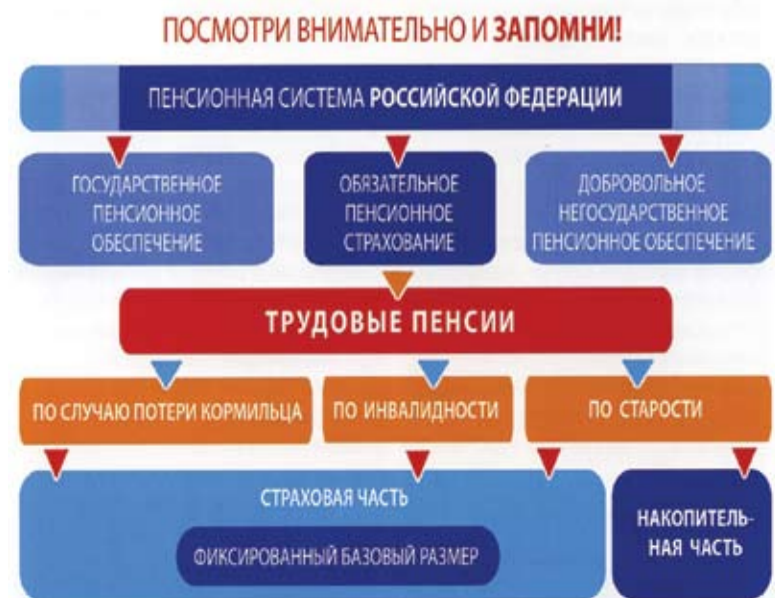 ПОСМОТРИ ВНИМАТЕЛЬНО И ЗАПОМНИ!
ПЕНСИОННАЯ СИСТЕМА РОССИЙСКОЙ ФЕДЕРАЦИИ
ГОСУДАРСТВЕННОЕ
ПЕНСИОННОЕ
ОБЕСПЕЧЕНИЕ
ОБЯЗАТЕЛЬНОЕ
ПЕНСИОННОЕ
СТРАХОВАНИЕ
ДОБРОВОЛЬНОЕ
НЕГОСУДАРСТВЕННОЕ
ПЕНСИОННОЕ ОБЕСПЕЧЕНИЕ
ТРУДОВЫЕ ПЕНСИИ
ПО СЛУЧАЮ ПОТЕРИ КОРМИЛЬЦА
ПО ИНВАЛИДНОСТИ
ПО СТАРОСТИ
СТРАХОВАЯ ЧАСТЬ
ФИКСИРОВАННЫЙ БАЗОВЫЙ РАЗМЕР
НАКОПИТЕЛЬ-
НАЯ ЧАСТЬ